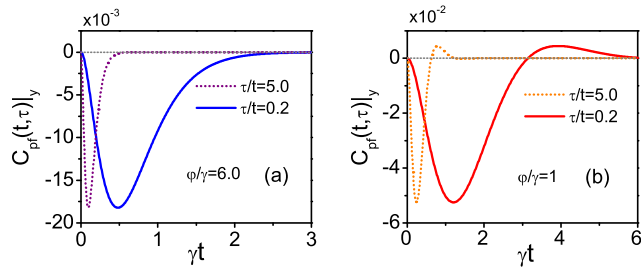 x10⁻³
0
-5
-10
-15
-20
C_pf(t,τ)|_y
τ/t=5.0
τ/t=0.2
φ/γ=6.0
(a)
0 1 2 3
γt
x10⁻²
0
-2
-4
-6
C_pf(t,τ)|_y
τ/t=5.0
τ/t=0.2
φ/γ=1
(b)
0 2 4 6
γt